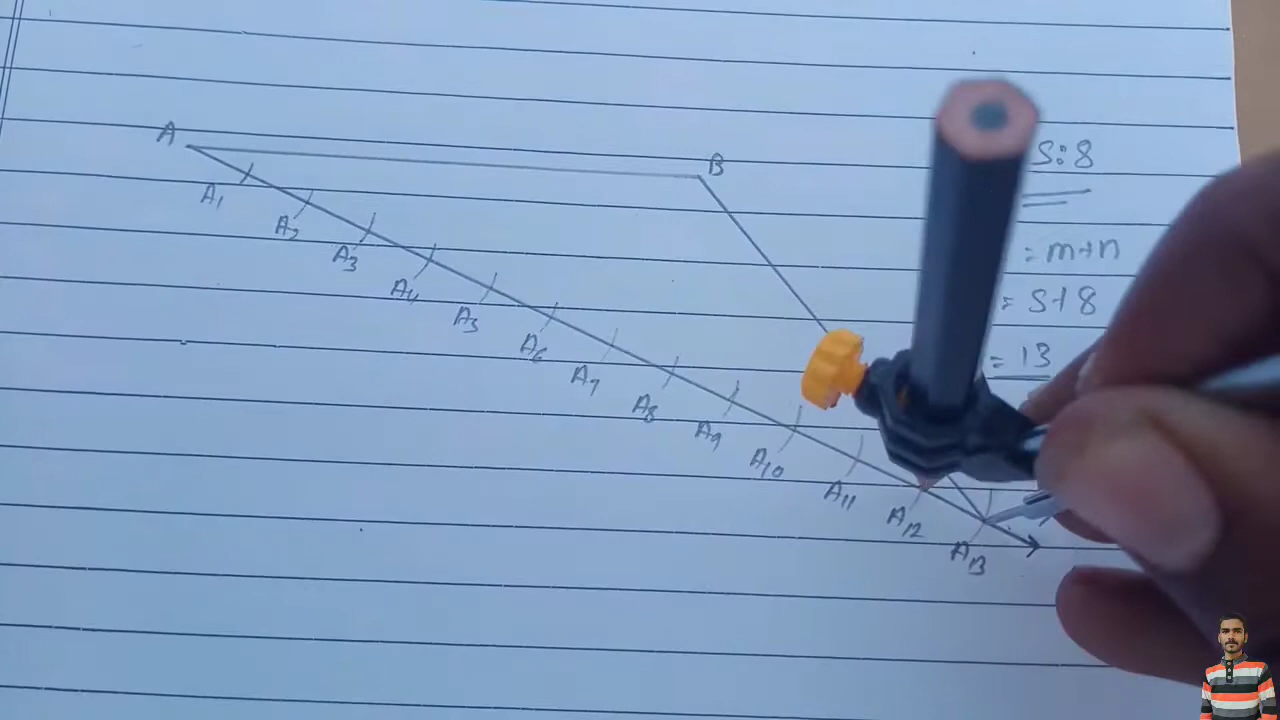 A
B
5:8
A1
A2
= m+n
A3
= 5+8
A4
A5
= 13
A6
A7
A8
A9
A10
A11
A12
A13